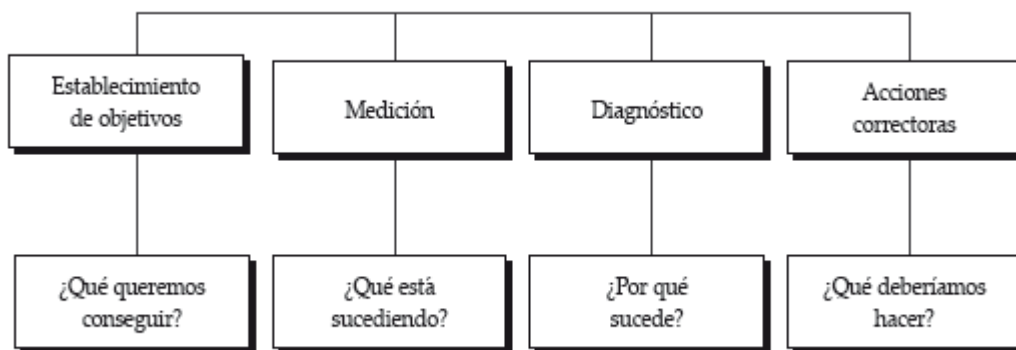 Establecimiento
de objetivos
Medición
Diagnóstico
Acciones
correctoras
¿Qué queremos
conseguir?
¿Qué está
sucediendo?
¿Por qué
sucede?
¿Qué deberíamos
hacer?